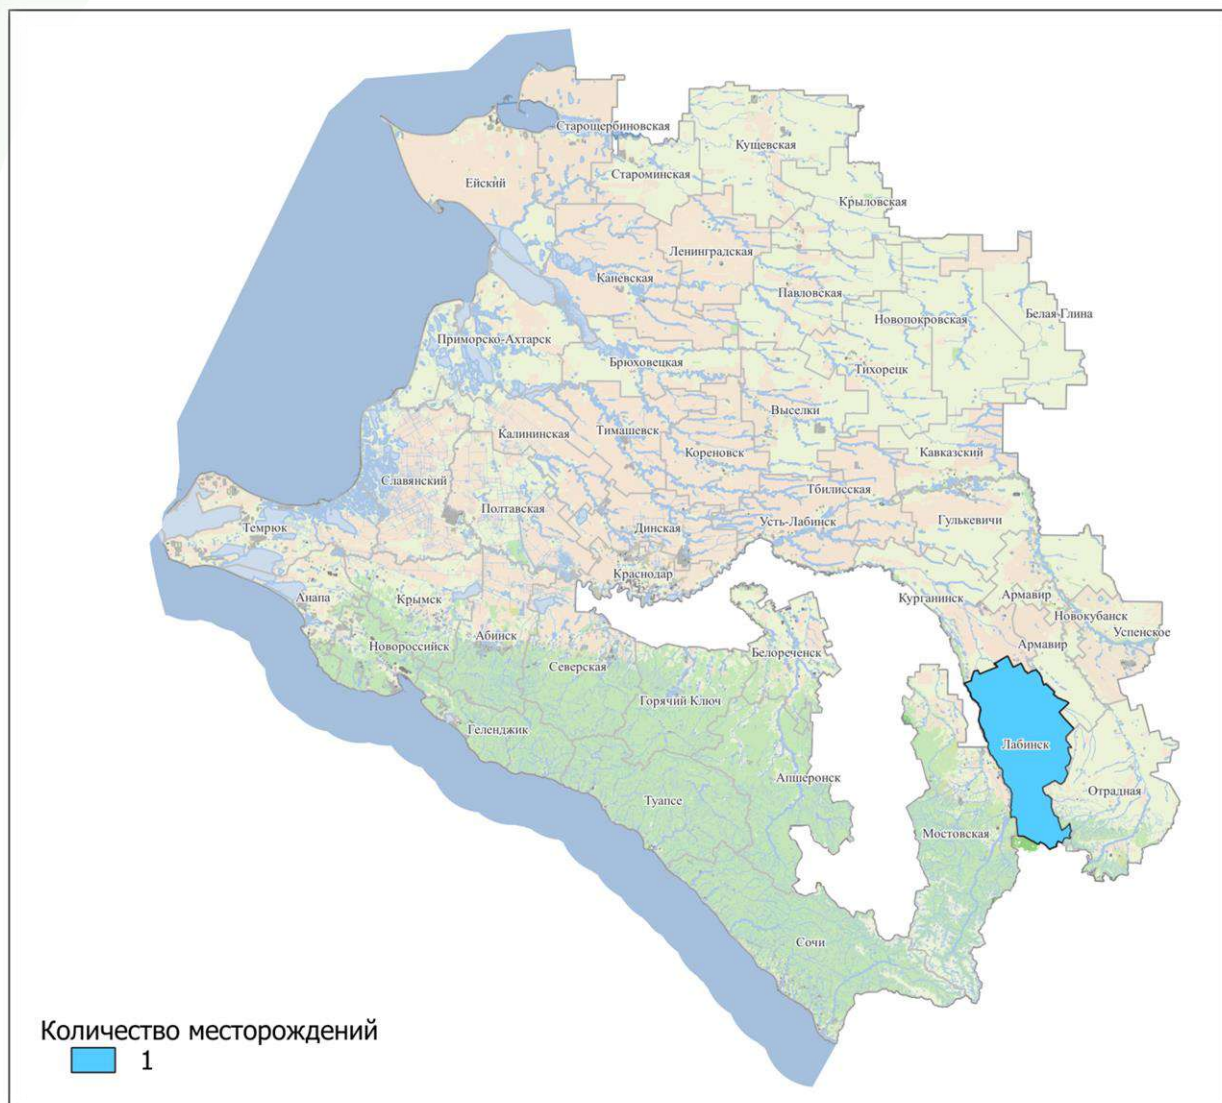 Старощербиновская
Кущевская
Староминская
Ейский
Крыловская
Ленинградская
Каневская
Павловская
Новопокровская
Белая Глина
Приморско-Ахтарск
Брюховецкая
Тихорецк
Выселки
Калининская
Тимашевск
Кореновск
Кавказский
Славянский
Тбилисская
Полтавская
Темрюк
Динская
Усть-Лабинск
Гулькевичи
Краснодар
Анапа
Крымск
Курганинск
Армавир
Новокубанск
Абинск
Успенское
Новороссийск
Армавир
Северская
Белореченск
Горячий Ключ
Геленджик
Лабинск
Апшеронск
Отрадная
Туапсе
Мостовская
Сочи
Количество месторождений
1